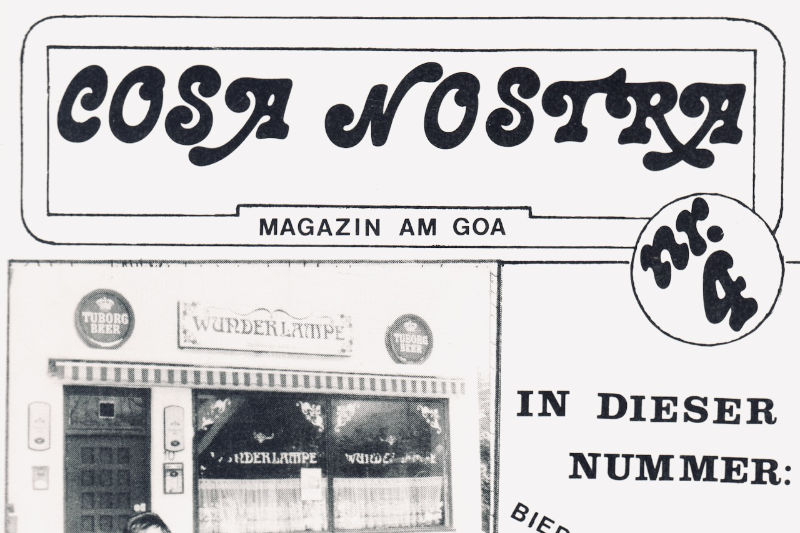 COSA NOSTRA
MAGAZIN AM GOA
nr.
4
TUBORG
BEER
WUNDERLAMPE
TUBORG
BEER
WUNDERLAMPE
IN DIESER
NUMMER: